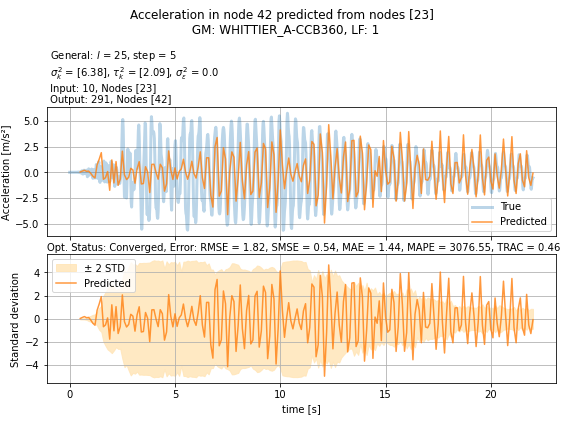 Acceleration in node 42 predicted from nodes [23]
GM: WHITTIER_A-CCB360, LF: 1
General: l = 25, step = 5
σ²ₖ = [6.38], τ²ₖ = [2.09], σ²ε = 0.0
Input: 10, Nodes [23]
Output: 291, Nodes [42]
Acceleration [m/s²]
5.0
2.5
0.0
−2.5
−5.0
True
Predicted
Opt. Status: Converged, Error: RMSE = 1.82, SMSE = 0.54, MAE = 1.44, MAPE = 3076.55, TRAC = 0.46
Standard deviation
4
2
0
−2
−4
± 2 STD
Predicted
0 5 10 15 20
time [s]